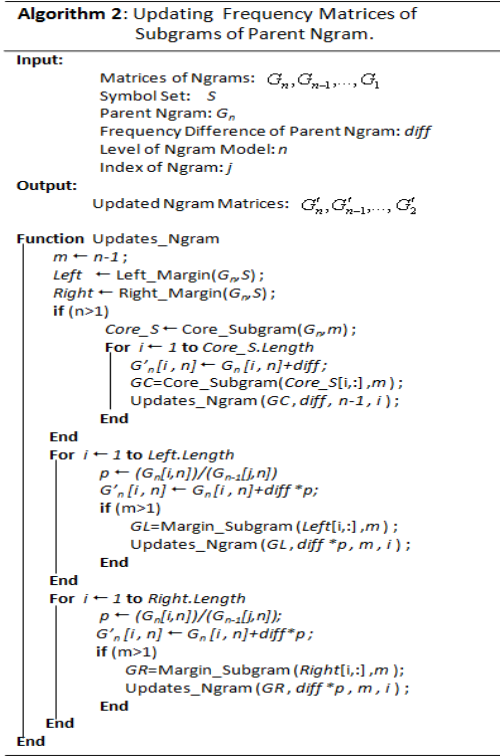 Algorithm 2: Updating Frequency Matrices of
Subgrams of Parent Ngram.
Input:
Matrices of Ngrams: Gₙ,Gₙ₋₁,...,G₁
Symbol Set: S
Parent Ngram: Gₙ
Frequency Difference of Parent Ngram: diff
Level of Ngram Model: n
Index of Ngram: j
Output:
Updated Ngram Matrices: G′ₙ,G′ₙ₋₁,...,G′₂
Function Updates_Ngram
m ← n-1;
Left ← Left_Margin(Gₙ,S);
Right ← Right_Margin(Gₙ,S);
if (n>1)
Core_S ← Core_Subgram(Gₙ,m);
For i ← 1 to Core_S.Length
G'ₙ[i, n] ← Gₙ[i, n]+diff;
GC=Core_Subgram(Core_S[i,:],m);
Updates_Ngram(GC, diff, n-1, i);
End
End
For i ← 1 to Left.Length
p ← (Gₙ[i,n])/(Gₙ₋₁[j,n])
G'ₙ[i, n] ← Gₙ[i, n]+diff*p;
if (m>1)
GL=Margin_Subgram(Left[i,:],m);
Updates_Ngram(GL, diff*p, m, i);
End
End
For i ← 1 to Right.Length
p ← (Gₙ[i,n])/(Gₙ₋₁[j,n]);
G'ₙ[i, n] ← Gₙ[i, n]+diff*p;
if (m>1)
GR=Margin_Subgram(Right[i,:],m);
Updates_Ngram(GR, diff*p, m, i);
End
End
End